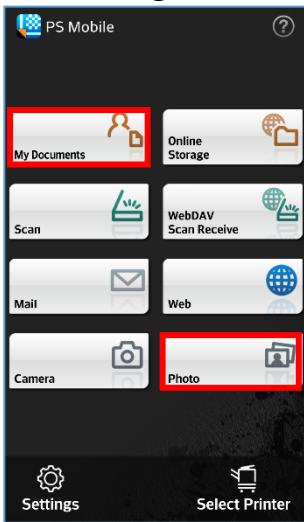 PS Mobile
?
My Documents
Online
Storage
Scan
WebDAV
Scan Receive
Mail
Web
Camera
Photo
Settings
Select Printer